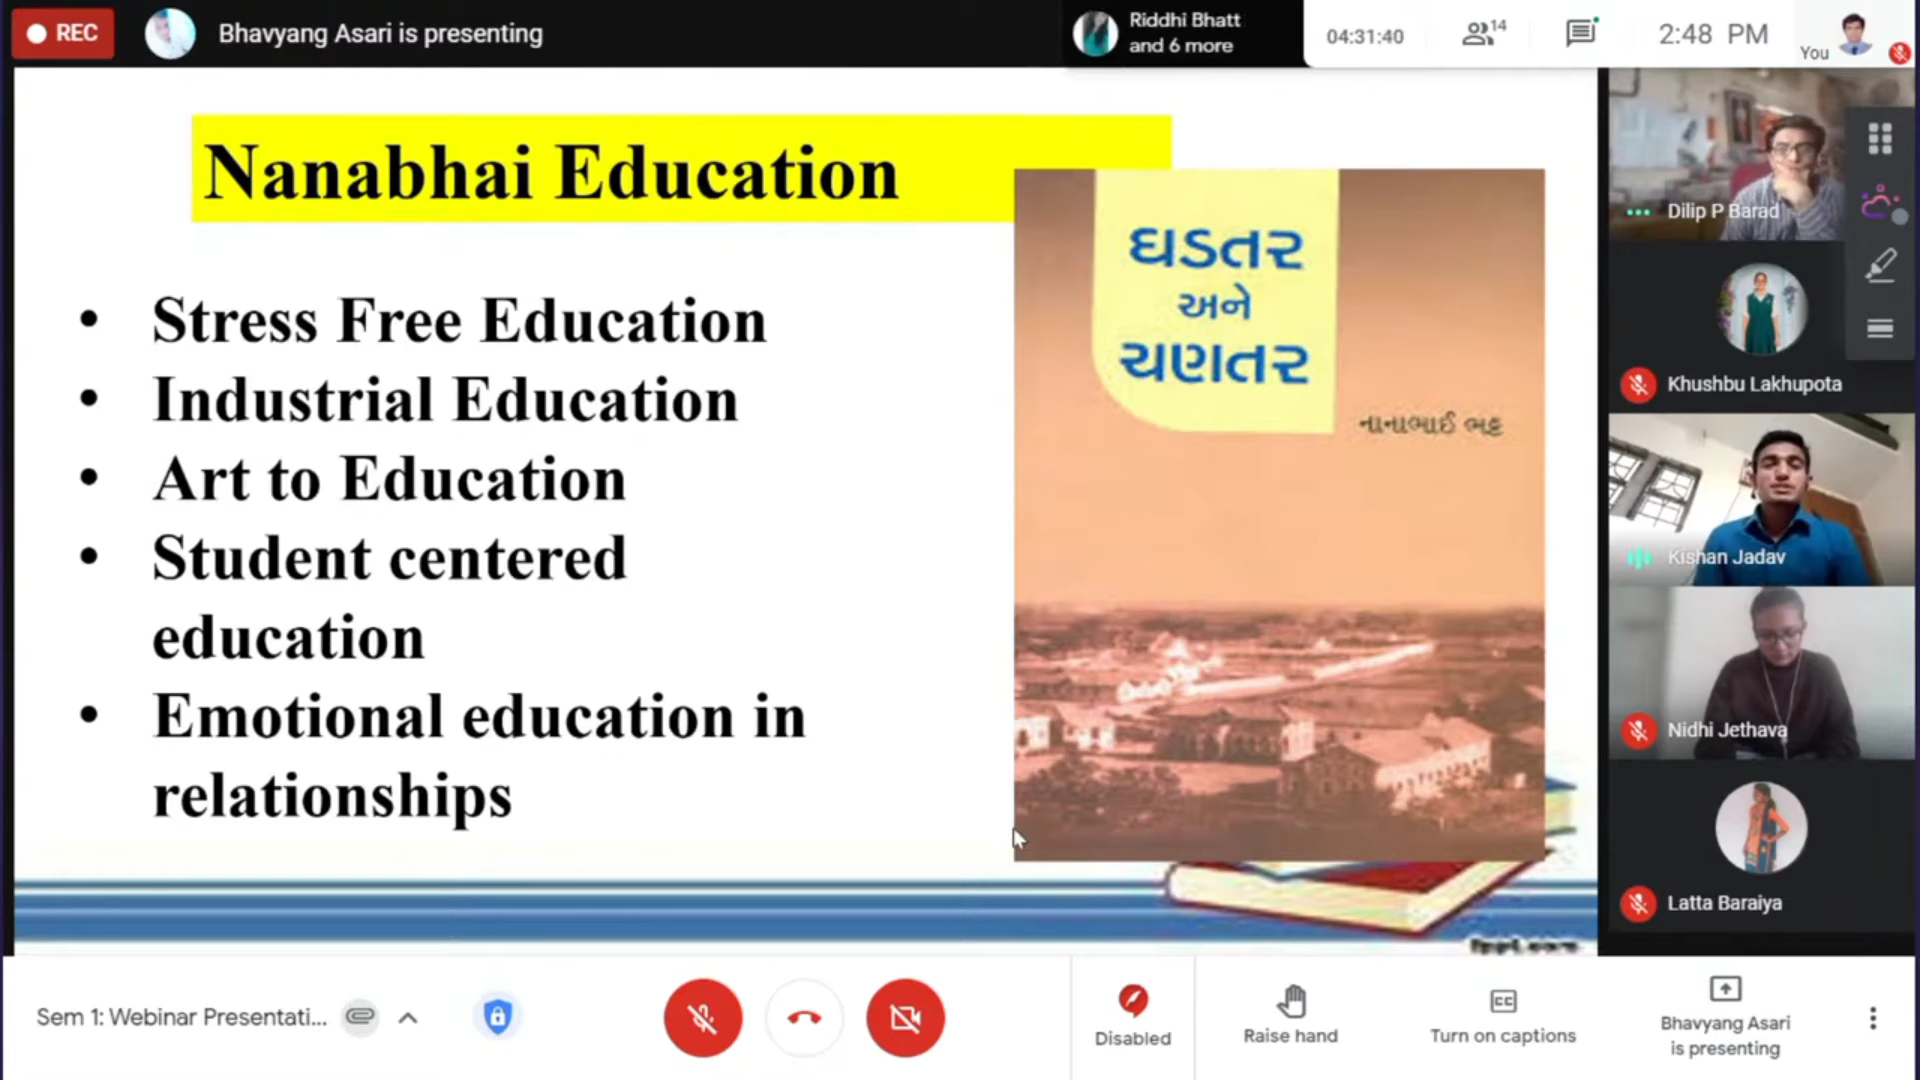 REC
Bhavyang Asari is presenting
Riddhi Bhatt
and 6 more
04:31:40
14
2:48 PM
You
Nanabhai Education
• Stress Free Education
• Industrial Education
• Art to Education
• Student centered
education
• Emotional education in
relationships
ઘડતર
અને
ચણતર
નાનાભાઈ ભટ્ટ
Dilip P Barad
Khushbu Lakhupota
Kishan Jadav
Nidhi Jethava
Latta Baraiya
Sem 1: Webinar Presentati...
Disabled
Raise hand
CC
Turn on captions
Bhavyang Asari
is presenting